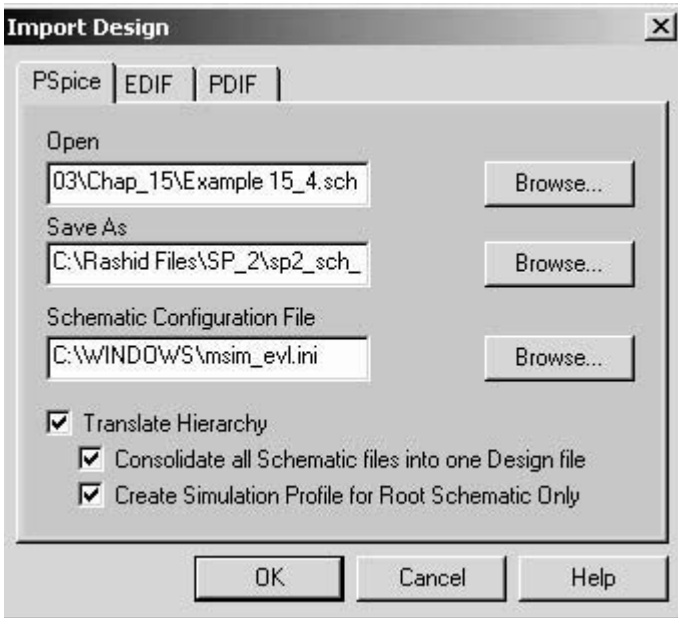 Import Design
PSpice EDIF PDIF
Open
03\Chap_15\Example 15_4.sch Browse...
Save As
C:\Rashid Files\SP_2\sp2_sch_ Browse...
Schematic Configuration File
C:\WINDOWS\msim_evl.ini Browse...
Translate Hierarchy
Consolidate all Schematic files into one Design file
Create Simulation Profile for Root Schematic Only
OK Cancel Help